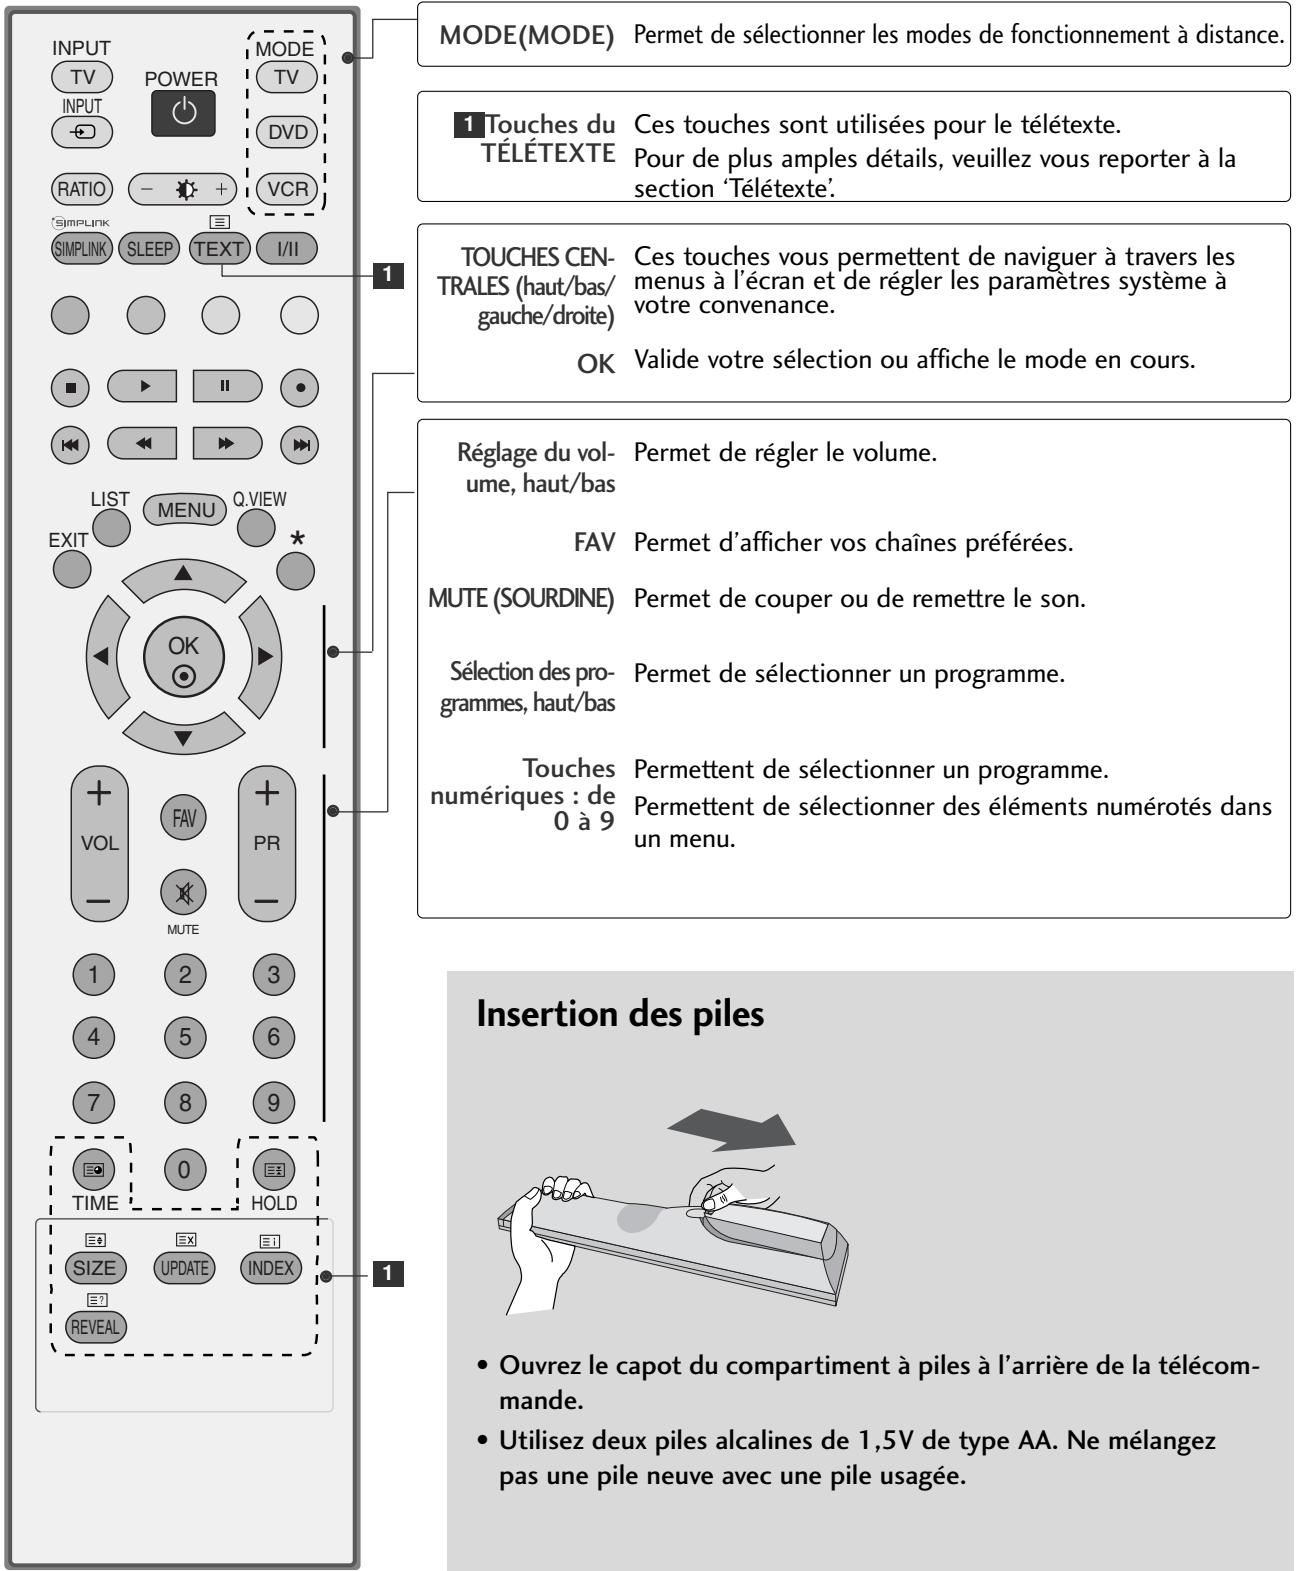 INPUT
MODE
TV
POWER
TV
INPUT
DVD
RATIO
- +
VCR
SIMPLINK
SIMPLINK
SLEEP
TEXT
I/II
1
LIST
MENU
Q.VIEW
EXIT
*
OK
+
VOL
-
FAV
MUTE
+
PR
-
1
2
3
4
5
6
7
8
9
0
TIME
HOLD
SIZE
UPDATE
INDEX
1
REVEAL
MODE(MODE) Permet de sélectionner les modes de fonctionnement à distance.
1 Touches du Ces touches sont utilisées pour le télétexte.
TÉLÉTEXTE Pour de plus amples détails, veuillez vous reporter à la
section ‘Télétexte’.
TOUCHES CEN- Ces touches vous permettent de naviguer à travers les
TRALES (haut/bas/ menus à l’écran et de régler les paramètres système à
gauche/droite) votre convenance.
OK Valide votre sélection ou affiche le mode en cours.
Réglage du vol- Permet de régler le volume.
ume, haut/bas
FAV Permet d’afficher vos chaînes préférées.
MUTE (SOURDINE) Permet de couper ou de remettre le son.
Sélection des pro- Permet de sélectionner un programme.
grammes, haut/bas
Touches Permettent de sélectionner un programme.
numériques : de Permettent de sélectionner des éléments numérotés dans
0 à 9 un menu.
Insertion des piles
• Ouvrez le capot du compartiment à piles à l’arrière de la télécom-
mande.
• Utilisez deux piles alcalines de 1,5V de type AA. Ne mélangez
pas une pile neuve avec une pile usagée.